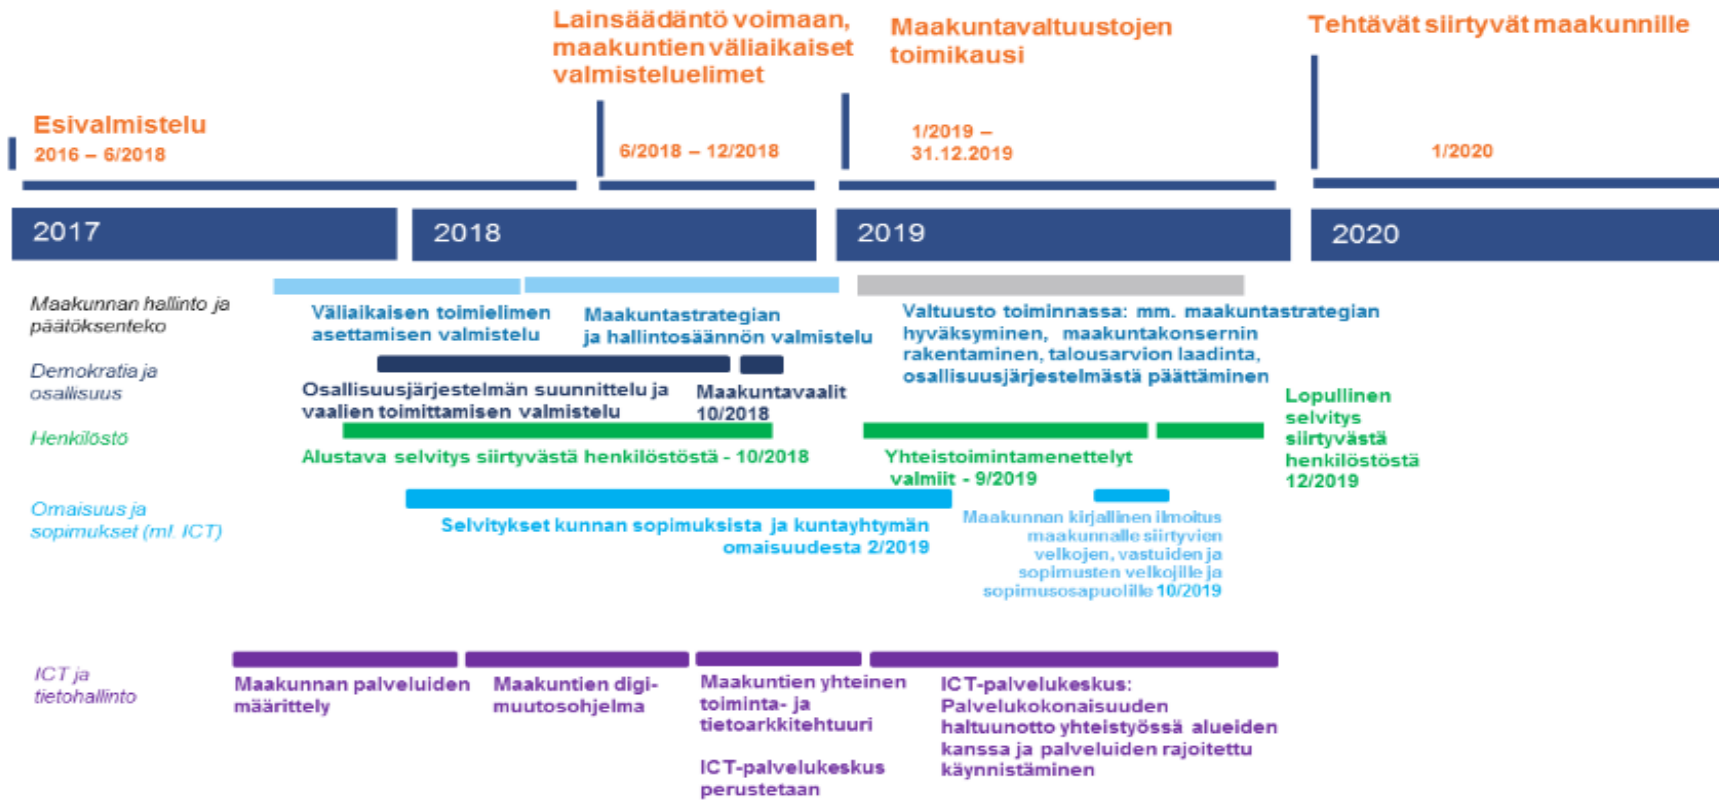 Lainsäädäntö voimaan,
maakuntien väliaikaiset
valmisteluelimet
Maakuntavaltuustojen
toimikausi
Tehtävät siirtyvät maakunnille
Esivalmistelu
2016 – 6/2018
6/2018 – 12/2018
1/2019 –
31.12.2019
1/2020
2017
2018
2019
2020
Maakunnan hallinto ja
päätöksenteko
Väliaikaisen toimielimen
asettamisen valmistelu
Maakuntastrategian
ja hallintosäännön valmistelu
Valtuusto toiminnassa: mm. maakuntastrategian
hyväksyminen, maakuntakonsernin
rakentaminen, talousarvion laadinta,
osallisuusjärjestelmästä päättäminen
Demokratia ja
osallisuus
Osallisuusjärjestelmän suunnittelu ja
vaalien toimittamisen valmistelu
Maakuntavaalit
10/2018
Henkilöstö
Alustava selvitys siirtyvästä henkilöstöstä - 10/2018
Yhteistoimintamenettelyt
valmiit - 9/2019
Lopullinen
selvitys
siirtyvästä
henkilöstöstä
12/2019
Omaisuus ja
sopimukset (ml. ICT)
Selvitykset kunnan sopimuksista ja kuntayhtymän
omaisuudesta 2/2019
Maakunnan kirjallinen ilmoitus
maakunnalle siirtyvien
velkojen, vastuiden ja
sopimusten velkojille ja
sopimusosapuolille 10/2019
ICT ja
tietohallinto
Maakunnan palveluiden
määrittely
Maakuntien digi-
muutosohjelma
Maakuntien yhteinen
toiminta- ja
tietoarkkitehtuuri
ICT-palvelukeskus
perustetaan
ICT-palvelukeskus:
Palvelukokonaisuuden
haltuunotto yhteistyössä alueiden
kanssa ja palveluiden rajoitettu
käynnistäminen